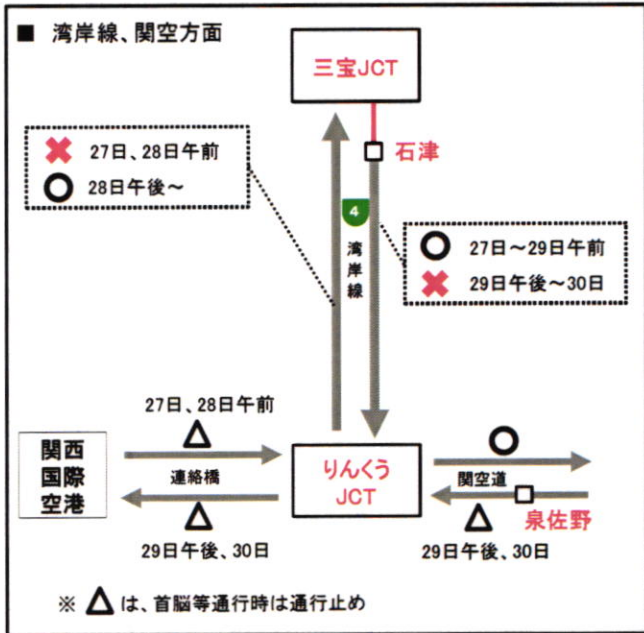 ■ 湾岸線、関空方面
三宝JCT
石津
✖ 27日、28日午前
〇 28日午後~
4
湾岸線
〇 27日~29日午前
✖ 29日午後~30日
27日、28日午前
△
関西
国際
空港
連絡橋
△
29日午後、30日
りんくう
JCT
〇
関空道
泉佐野
△
29日午後、30日
※ △ は、首脳等通行時は通行止め